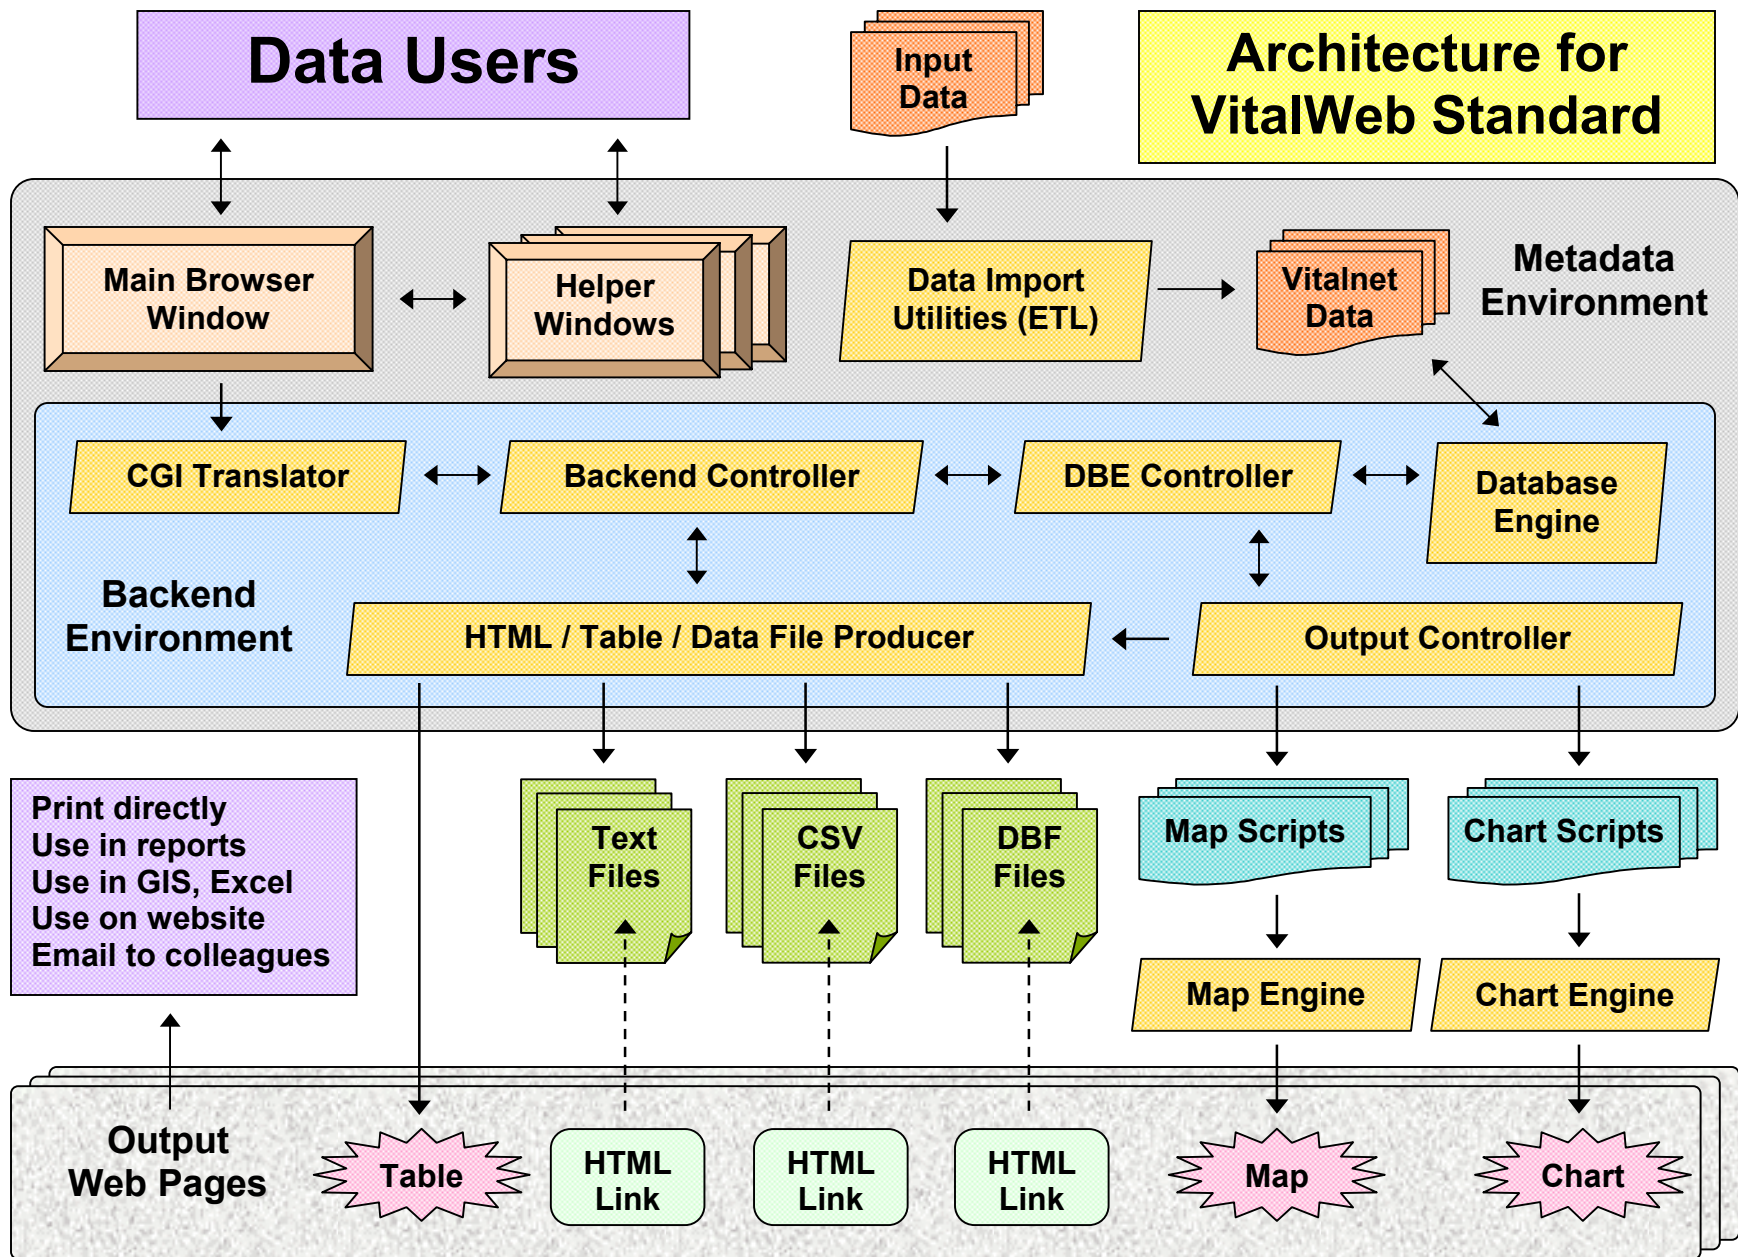 Data Users
Input
Data
Architecture for
VitalWeb Standard
Main Browser
Window
Helper
Windows
Data Import
Utilities (ETL)
Vitalnet
Data
Metadata
Environment
CGI Translator
Backend Controller
DBE Controller
Database
Engine
Backend
Environment
HTML / Table / Data File Producer
Output Controller
Print directly
Use in reports
Use in GIS, Excel
Use on website
Email to colleagues
Text
Files
CSV
Files
DBF
Files
Map Scripts
Chart Scripts
Map Engine
Chart Engine
Output
Web Pages
Table
HTML
Link
HTML
Link
HTML
Link
Map
Chart